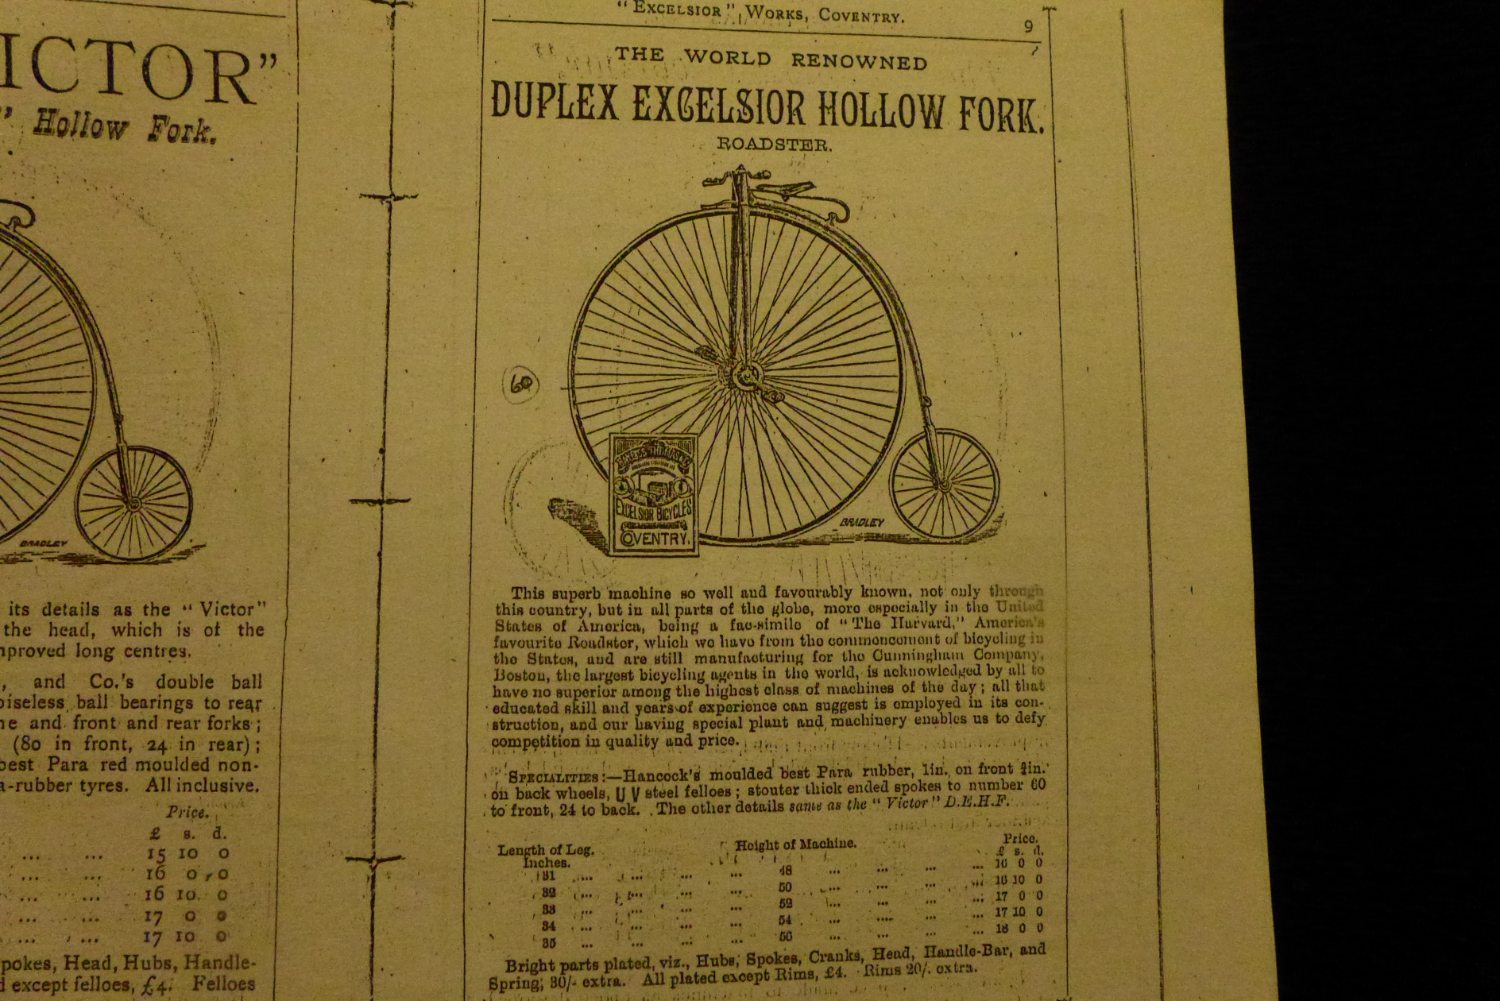 ICTOR”
” Hollow Fork.
BRADLEY
its details as the “ Victor”
the head, which is of the
mproved long centres.
, and Co.'s double ball
oiseless ball bearings to rear
ne and front and rear forks ;
(80 in front, 24 in rear) ;
best Para red moulded non-
a-rubber tyres. All inclusive.
Price.
£ s. d.
... ... 15 10 0
... ... 16 0 0
... ... 16 10 0
... ... 17 0 0
... ... 17 10 0
spokes, Head, Hubs, Handle-
d except felloes, £4. Felloes
“ Excelsior ” Works, Coventry.
9
THE WORLD RENOWNED
DUPLEX EXCELSIOR HOLLOW FORK.
ROADSTER.
60
EXCELSIOR BICYCLES
COVENTRY.
BRADLEY
This superb machine so well and favourably known, not only through
this country, but in all parts of the globe, more especially in the United
States of America, being a fac-simile of “ The Harvard,” America's
favourite Roadster, which we have from the commencement of bicycling in
the States, and are still manufacturing for the Cunningham Company,
Boston, the largest bicycling agents in the world, is acknowledged by all to
have no superior among the highest class of machines of the day ; all that
educated skill and years of experience can suggest is employed in its con-
struction, and our having special plant and machinery enables us to defy
competition in quality and price.
Specialities :—Hancock's moulded best Para rubber, 1in. on front ¾in.
on back wheels, U V steel felloes ; stouter thick ended spokes to number 60
to front, 24 to back. The other details same as the “ Victor ” D.E.H.F.
Length of Leg. Height of Machine. Price.
Inches. £ s. d.
31 ... ... ... 48 ... ... ... ... 16 0 0
32 ... ... ... 50 ... ... ... ... 16 10 0
33 ... ... ... 52 ... ... ... ... 17 0 0
34 ... ... ... 54 ... ... ... ... 17 10 0
35 ... ... ... 56 ... ... ... ... 18 0 0
Bright parts plated, viz., Hubs, Spokes, Cranks, Head, Handle-Bar, and
Spring, 30/- extra. All plated except Rims, £4. Rims 20/. extra.